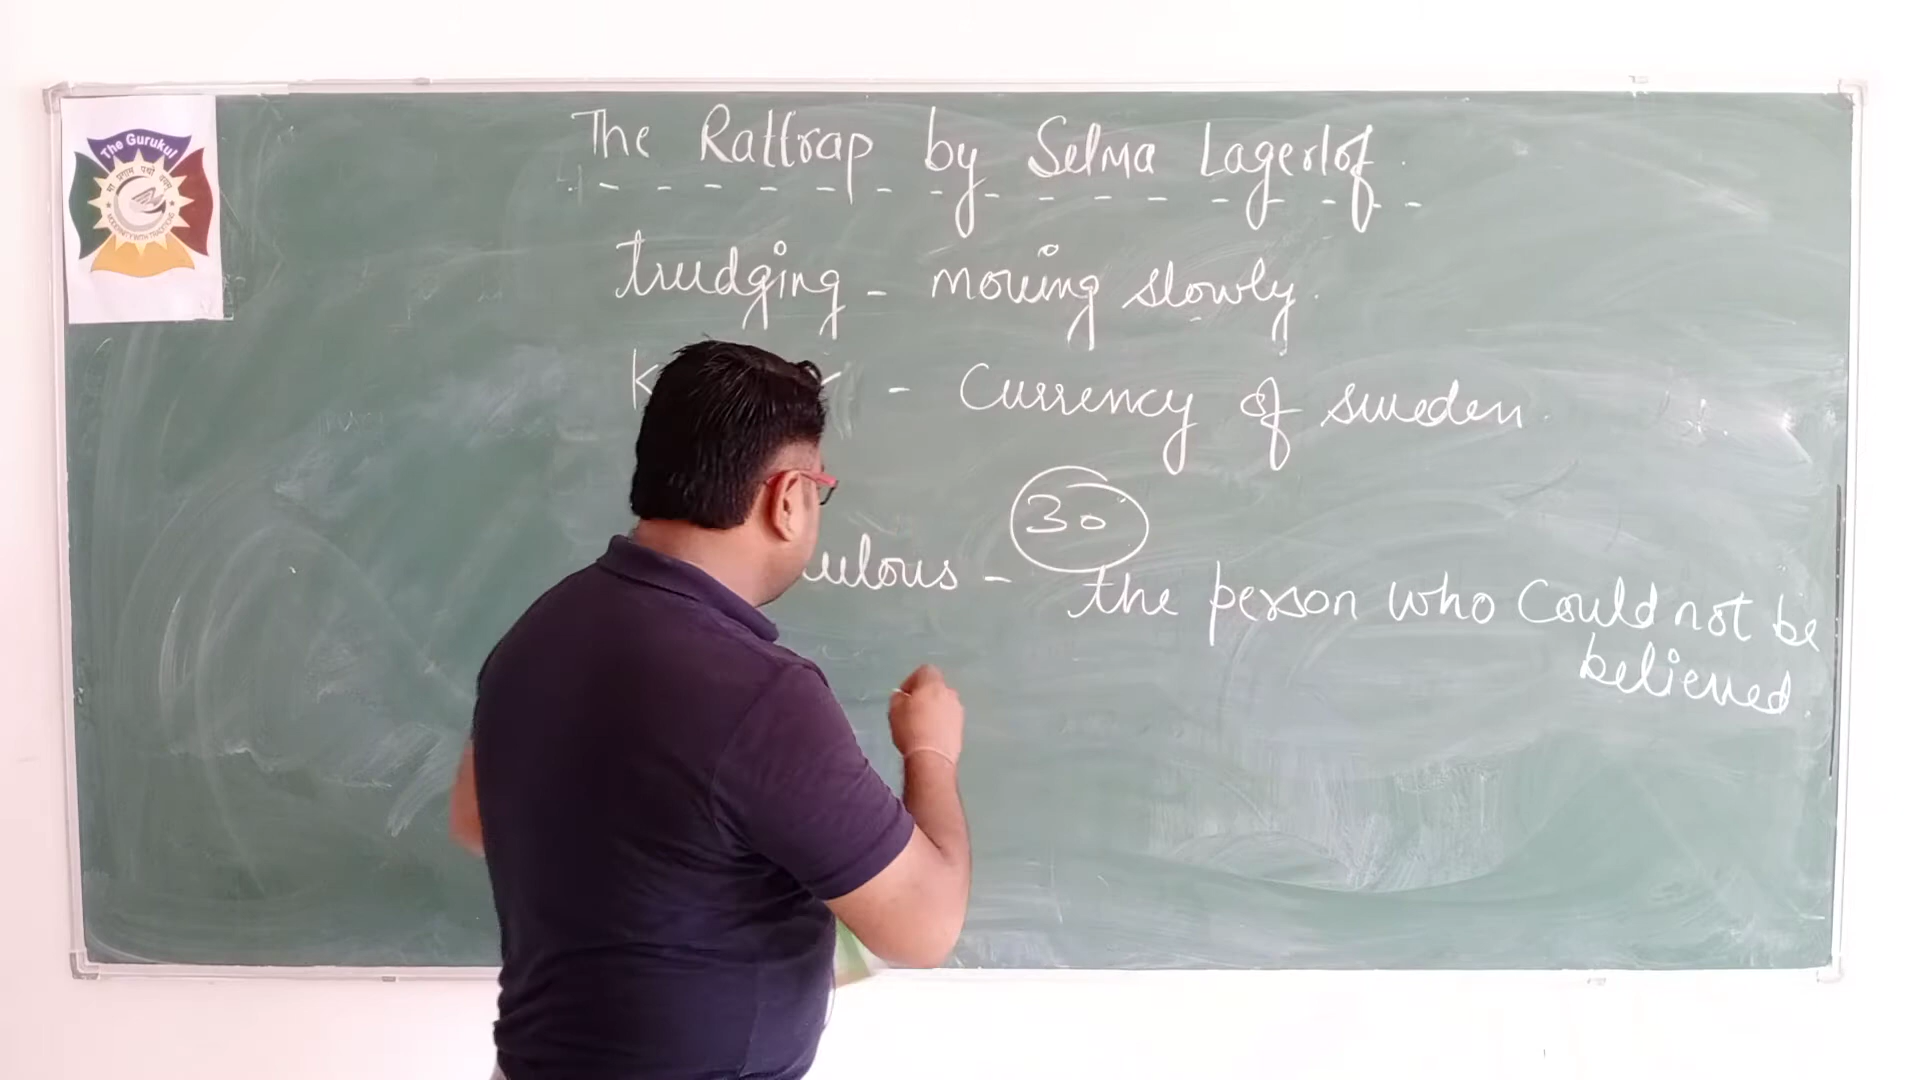 The Gurukul
The Rattrap by Selma Lagerlof.
trudging - moving slowly.
- Currency of sweden.
30
ulous - the person who Could not be
believed.